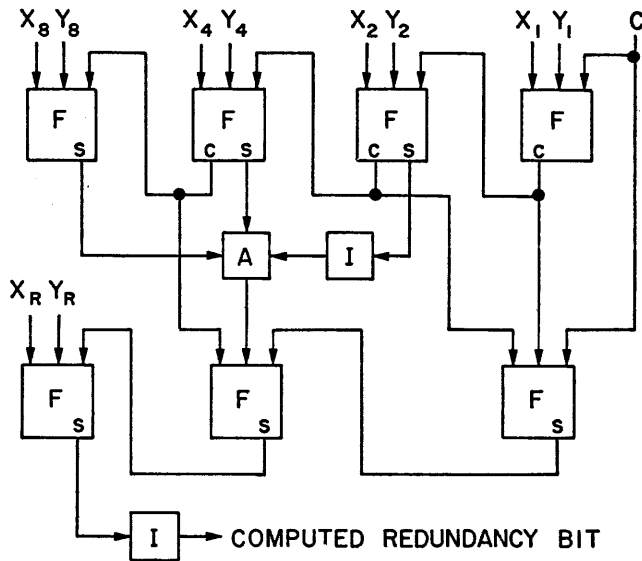 X8 Y8 X4 Y4 X2 Y2 X1 Y1 C
F F F F
S C S C S C
A I
XR YR
F F F
S S S
I COMPUTED REDUNDANCY BIT